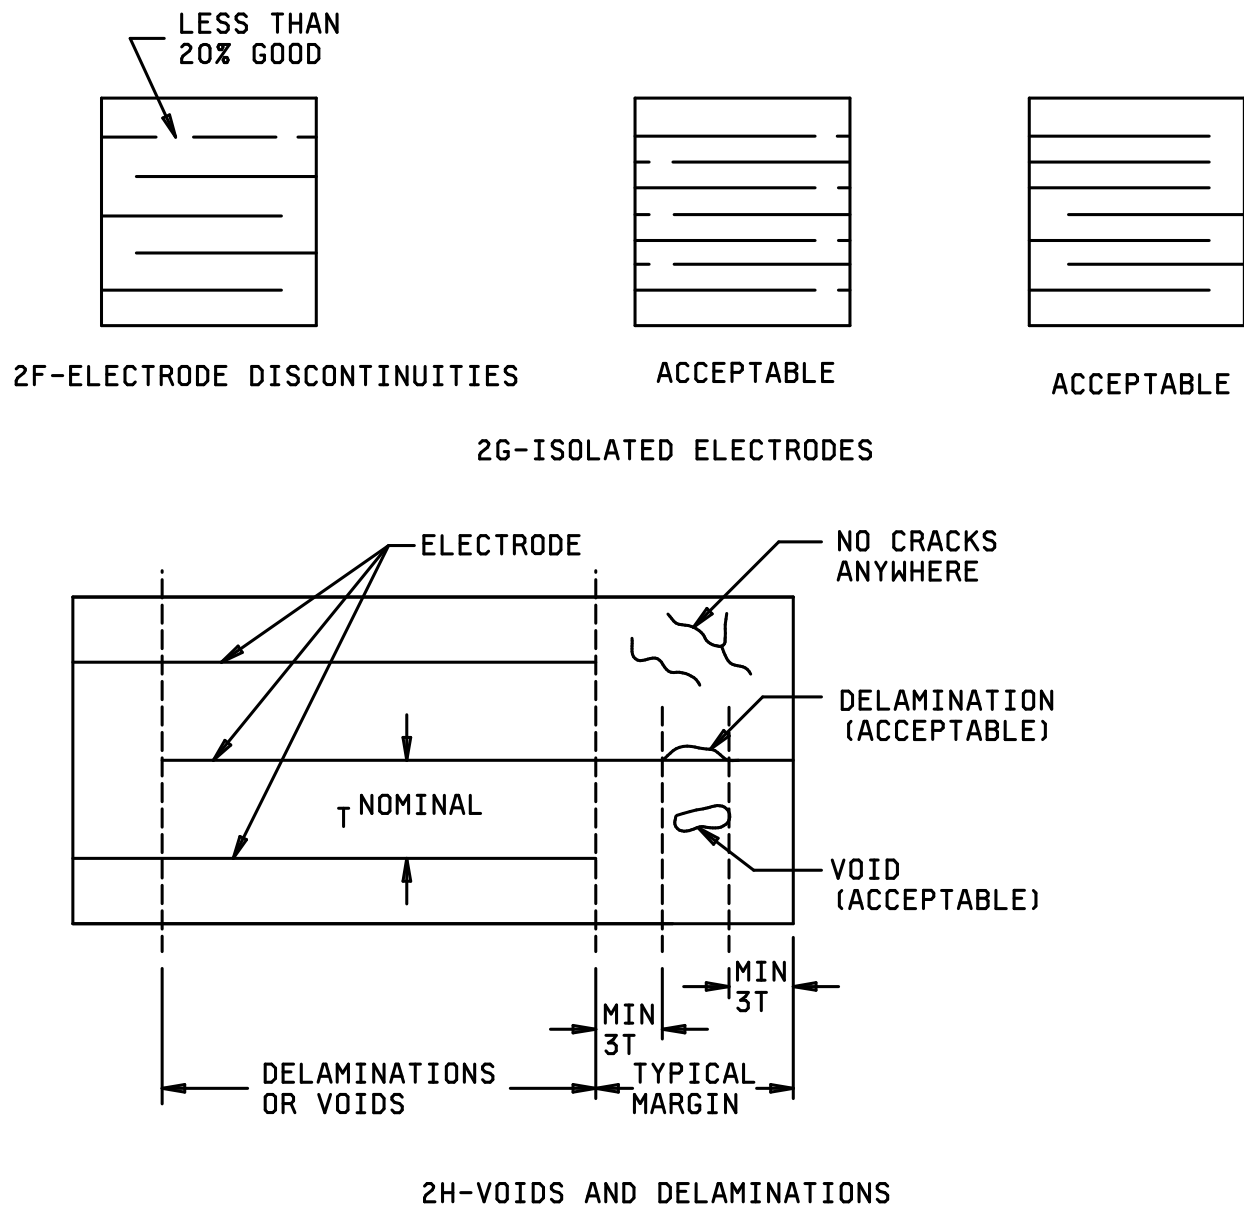 LESS THAN
20% GOOD
2F-ELECTRODE DISCONTINUITIES
ACCEPTABLE
ACCEPTABLE
2G-ISOLATED ELECTRODES
ELECTRODE
NO CRACKS
ANYWHERE
DELAMINATION
(ACCEPTABLE)
T NOMINAL
VOID
(ACCEPTABLE)
MIN
3T
MIN
3T
DELAMINATIONS
OR VOIDS
TYPICAL
MARGIN
2H-VOIDS AND DELAMINATIONS